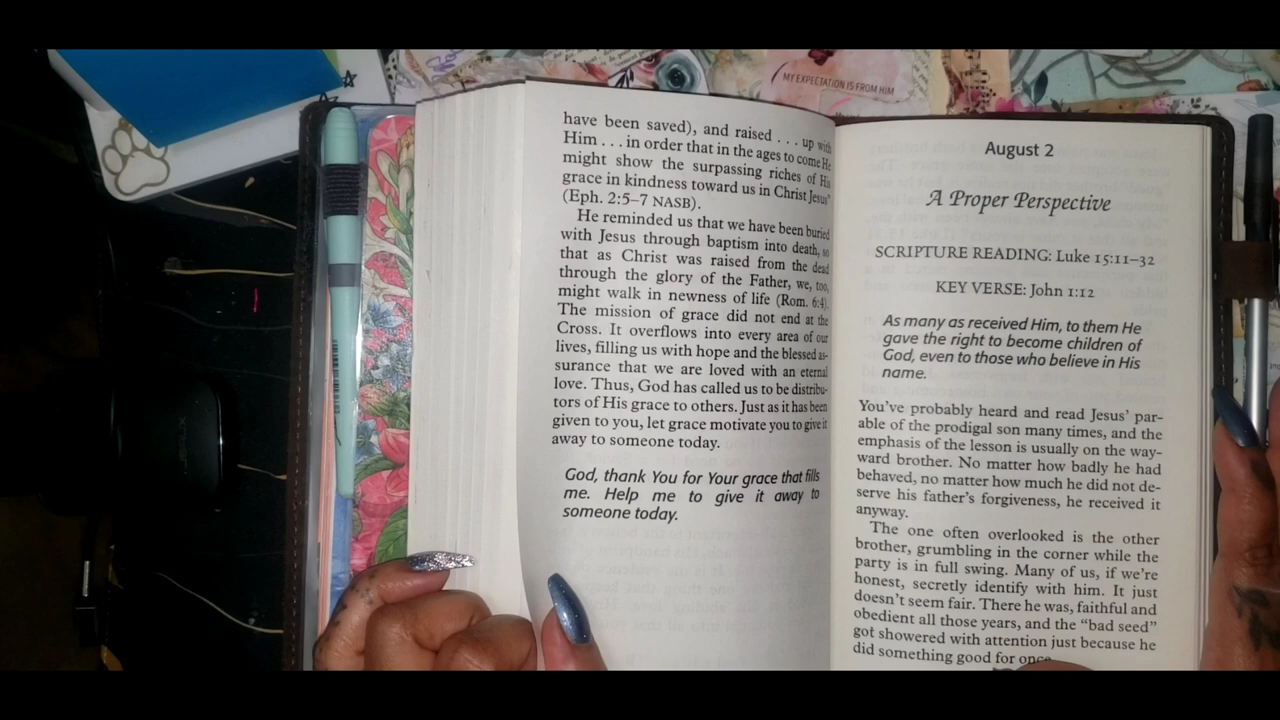 MY EXPECTATION IS FROM HIM
have been saved), and raised . . . up with
Him . . . in order that in the ages to come He
might show the surpassing riches of His
grace in kindness toward us in Christ Jesus"
(Eph. 2:5–7 NASB).
He reminded us that we have been buried
with Jesus through baptism into death, so
that as Christ was raised from the dead
through the glory of the Father, we, too,
might walk in newness of life (Rom. 6:4).
The mission of grace did not end at the
Cross. It overflows into every area of our
lives, filling us with hope and the blessed as-
surance that we are loved with an eternal
love. Thus, God has called us to be distribu-
tors of His grace to others. Just as it has been
given to you, let grace motivate you to give it
away to someone today.
God, thank You for Your grace that fills
me. Help me to give it away to
someone today.
August 2
A Proper Perspective
SCRIPTURE READING: Luke 15:11–32
KEY VERSE: John 1:12
As many as received Him, to them He
gave the right to become children of
God, even to those who believe in His
name.
You've probably heard and read Jesus' par-
able of the prodigal son many times, and the
emphasis of the lesson is usually on the way-
ward brother. No matter how badly he had
behaved, no matter how much he did not de-
serve his father's forgiveness, he received it
anyway.
The one often overlooked is the other
brother, grumbling in the corner while the
party is in full swing. Many of us, if we're
honest, secretly identify with him. It just
doesn't seem fair. There he was, faithful and
obedient all those years, and the "bad seed"
got showered with attention just because he
did something good for once.